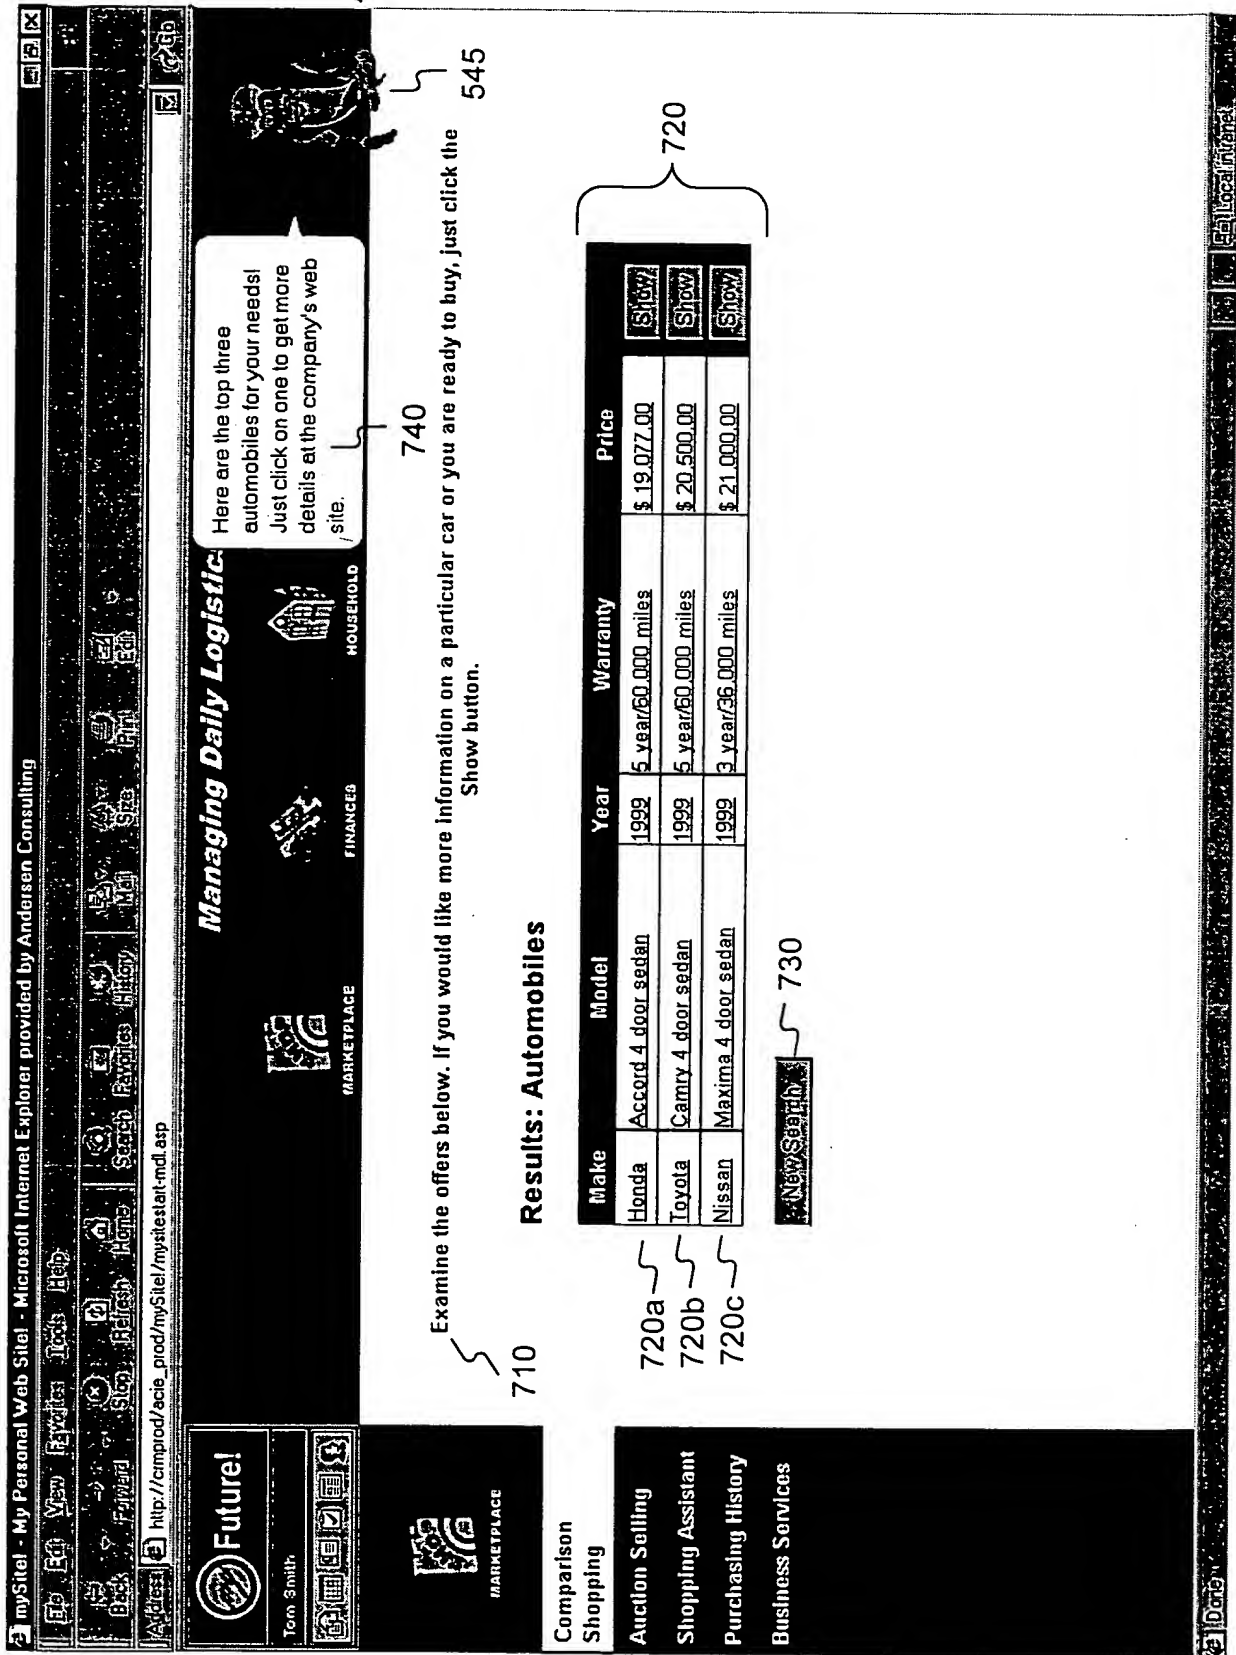 mySite! - My Personal Web Site! - Microsoft Internet Explorer provided by Andersen Consulting
File Edit View Favorites Tools Help
Back Forward Stop Refresh Home Search Favorites History Mail Size Print Edit
Address http://crmprod/acie_prod/mySite!/mysitestart-mdl.asp Go
Future!
Tom Smith
Managing Daily Logistic
MARKETPLACE
FINANCES
HOUSEHOLD
Here are the top three
automobiles for your needs!
Just click on one to get more
details at the company's web
site.
740
545
MARKETPLACE
Comparison
Shopping
Auction Selling
Shopping Assistant
Purchasing History
Business Services
710
Examine the offers below. If you would like more information on a particular car or you are ready to buy, just click the
Show button.
Results: Automobiles
Make Model Year Warranty Price
720a Honda Accord 4 door sedan 1999 5 year/60,000 miles $ 19,077.00 Show
720b Toyota Camry 4 door sedan 1999 5 year/60,000 miles $ 20,500.00 Show
720c Nissan Maxima 4 door sedan 1999 3 year/36,000 miles $ 21,000.00 Show
720
New Search 730
Done Local intranet